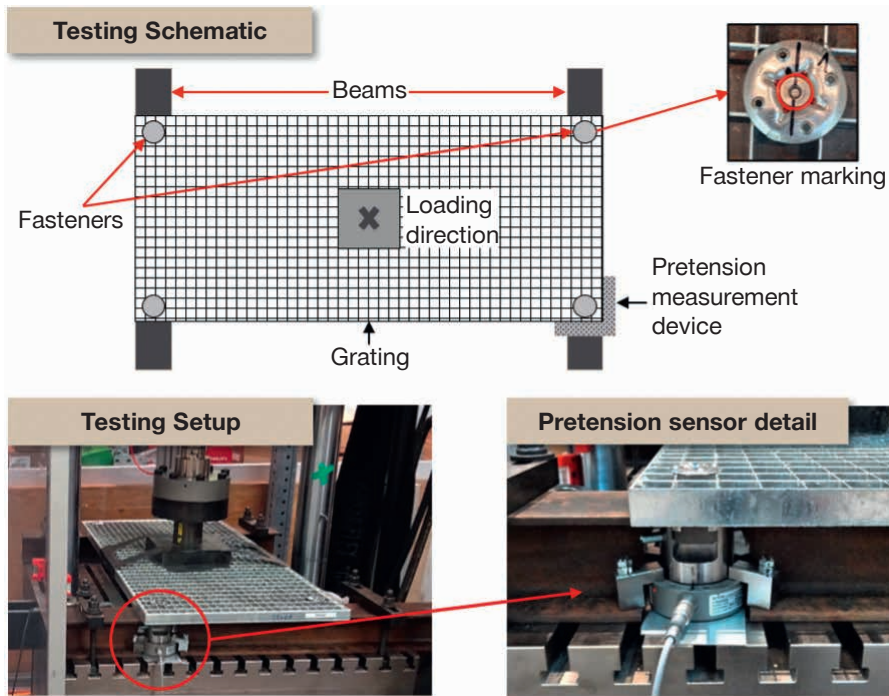 Testing Schematic
Beams
Fasteners
Loading
direction
Fastener marking
Pretension
measurement
device
Grating
Testing Setup
Pretension sensor detail